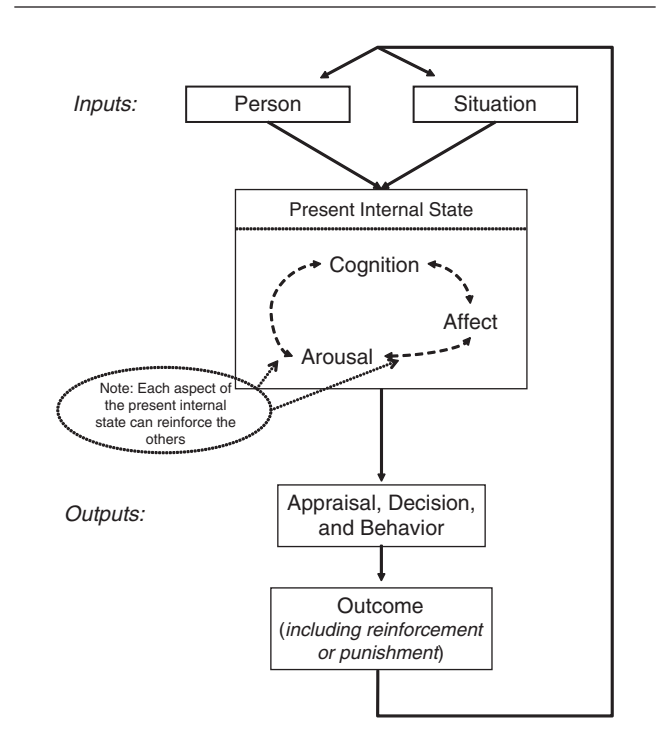 Inputs:
Person
Situation
Present Internal State
Cognition
Affect
Arousal
Note: Each aspect of
the present internal
state can reinforce the
others
Outputs:
Appraisal, Decision,
and Behavior
Outcome
(including reinforcement
or punishment)